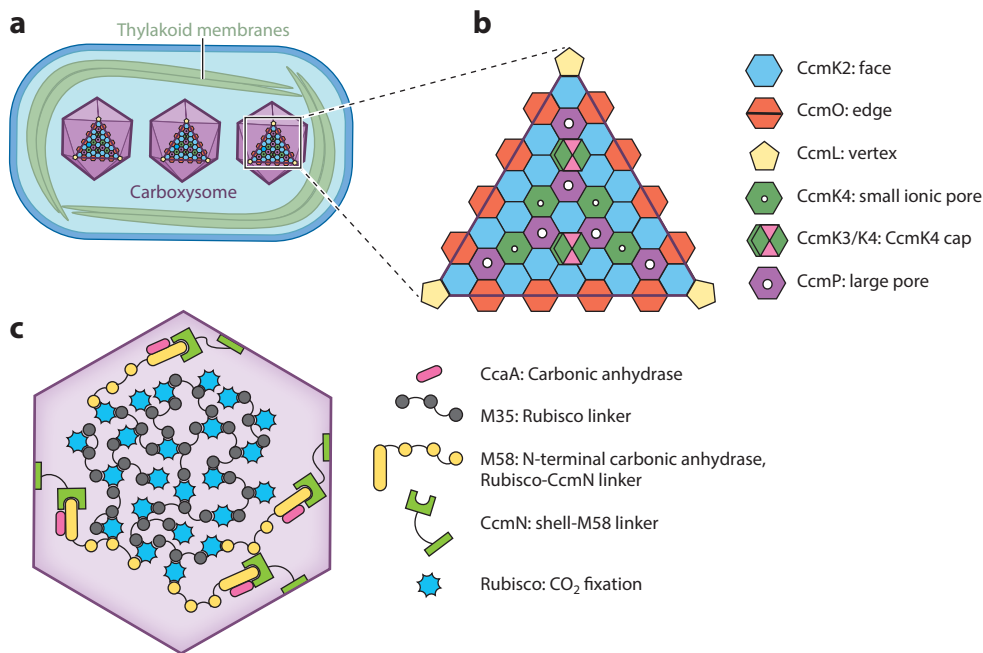 a
Thylakoid membranes
Carboxysome
b
CcmK2: face
CcmO: edge
CcmL: vertex
CcmK4: small ionic pore
CcmK3/K4: CcmK4 cap
CcmP: large pore
c
CcaA: Carbonic anhydrase
M35: Rubisco linker
M58: N-terminal carbonic anhydrase,
Rubisco-CcmN linker
CcmN: shell-M58 linker
Rubisco: CO₂ fixation